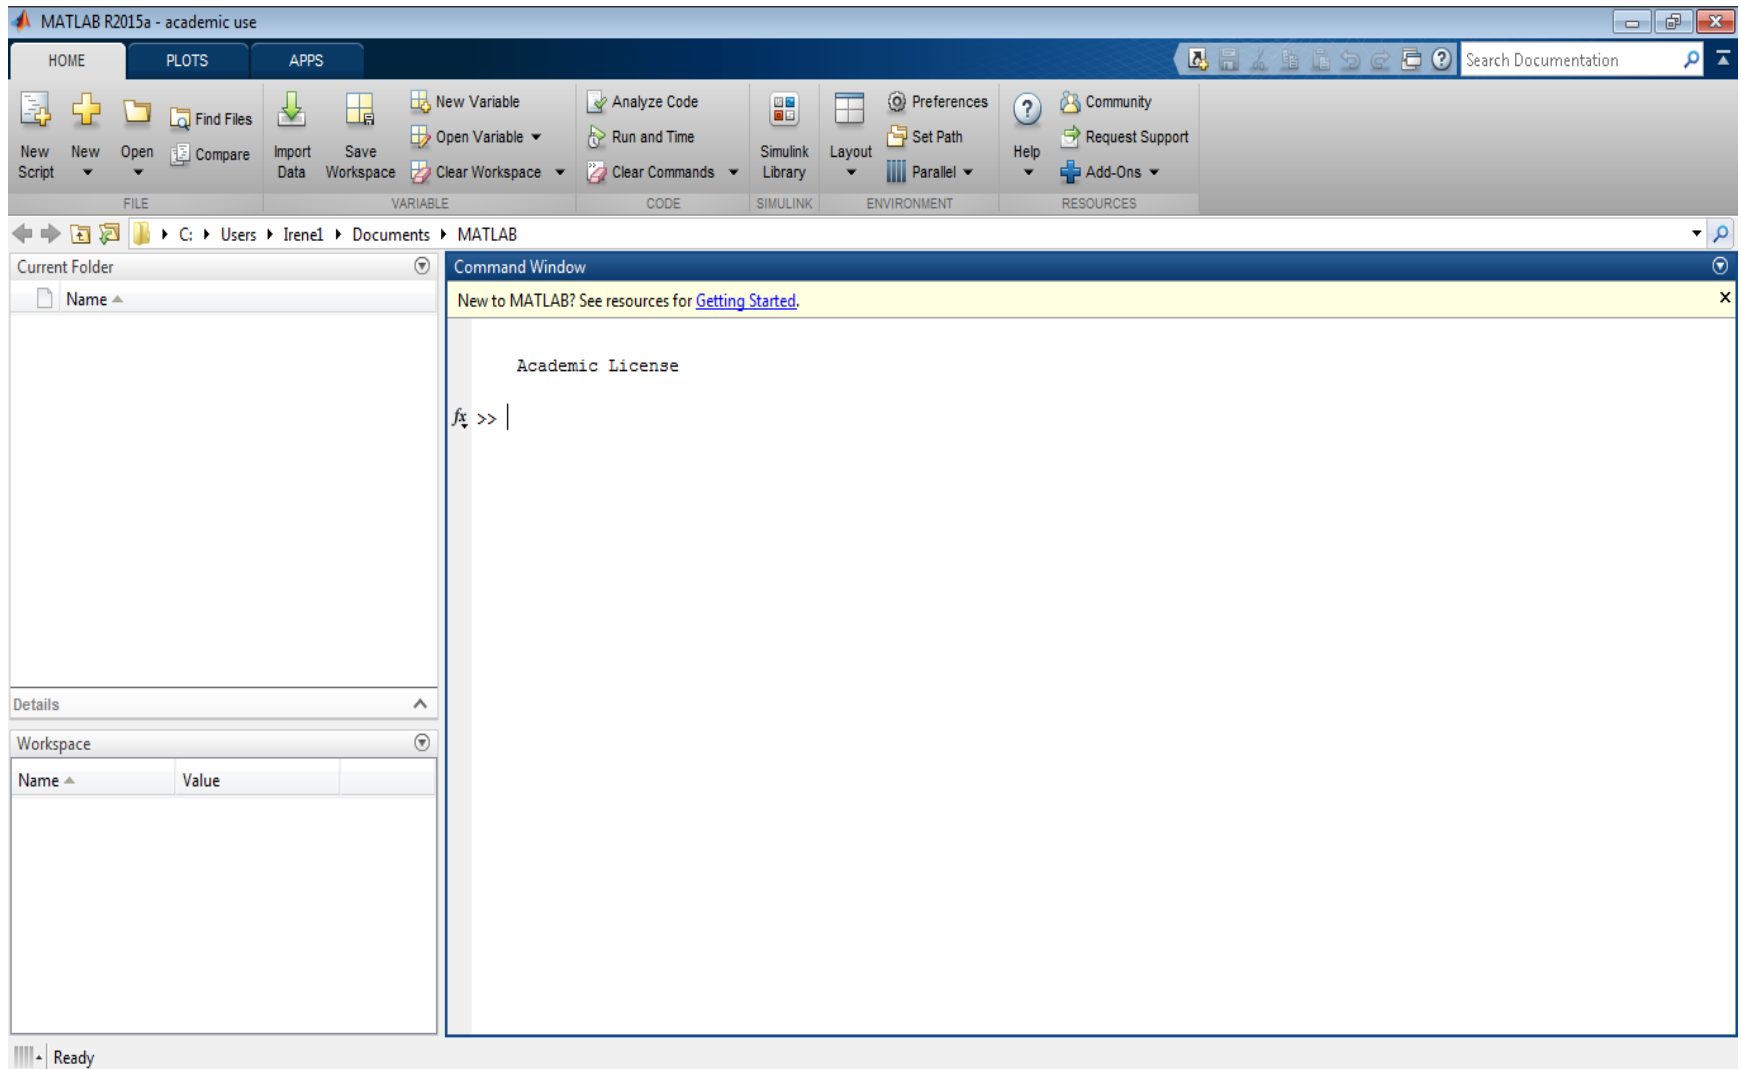 MATLAB R2015a - academic use
HOME PLOTS APPS
Search Documentation
New Script
New
Open
Find Files
Compare
Import Data
Save Workspace
New Variable
Open Variable
Clear Workspace
Analyze Code
Run and Time
Clear Commands
Simulink Library
Layout
Preferences
Set Path
Parallel
Help
Community
Request Support
Add-Ons
FILE VARIABLE CODE SIMULINK ENVIRONMENT RESOURCES
C: Users Irene1 Documents MATLAB
Current Folder
Name
Details
Workspace
Name Value
Command Window
New to MATLAB? See resources for Getting Started.
Academic License
fx >>
Ready